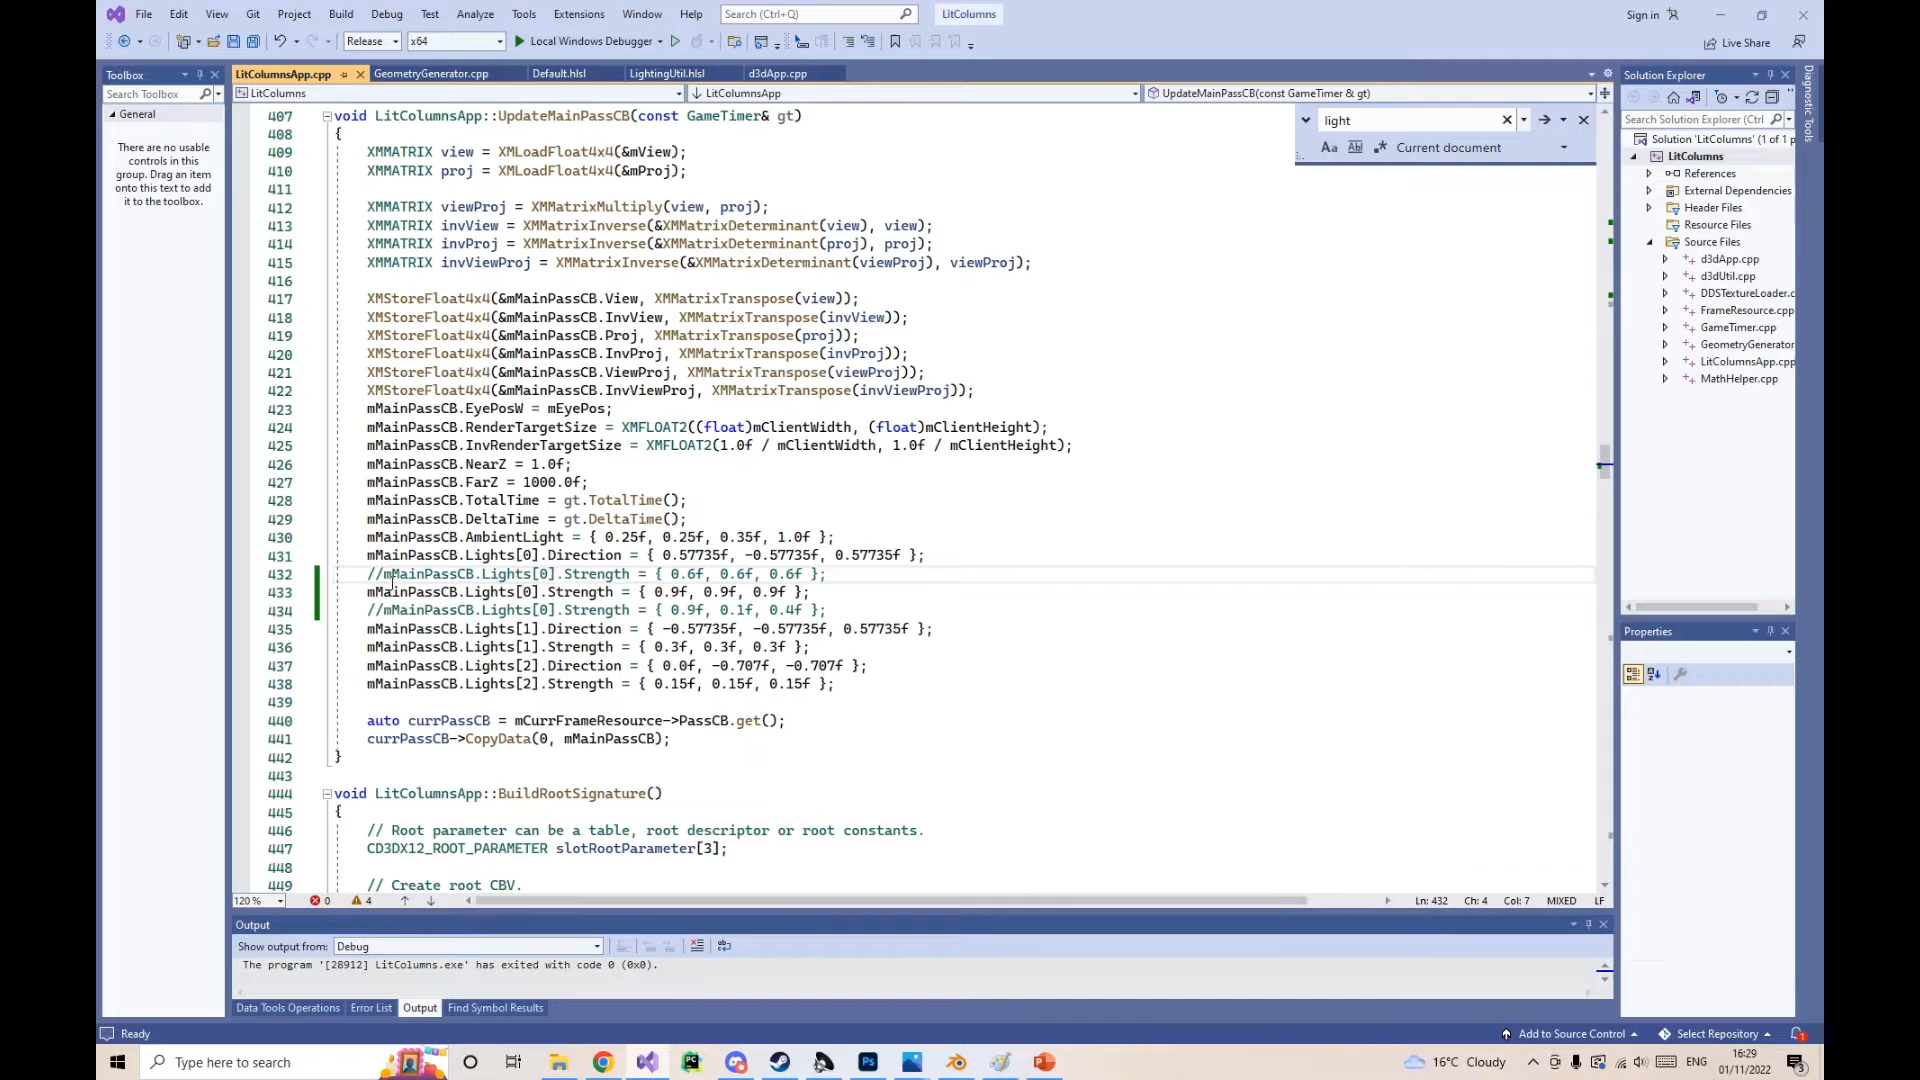 File Edit View Git Project Build Debug Test Analyze Tools Extensions Window Help Search (Ctrl+Q) LitColumns Sign in
Release x64 Local Windows Debugger Live Share
Toolbox
Search Toolbox
General
There are no usable
controls in this
group. Drag an item
onto this text to add
it to the toolbox.
LitColumnsApp.cpp GeometryGenerator.cpp Default.hlsl LightingUtil.hlsl d3dApp.cpp
LitColumns LitColumnsApp UpdateMainPassCB(const GameTimer & gt)
light
Aa Current document
407 void LitColumnsApp::UpdateMainPassCB(const GameTimer& gt)
408 {
409 XMMATRIX view = XMLoadFloat4x4(&mView);
410 XMMATRIX proj = XMLoadFloat4x4(&mProj);
411
412 XMMATRIX viewProj = XMMatrixMultiply(view, proj);
413 XMMATRIX invView = XMMatrixInverse(&XMMatrixDeterminant(view), view);
414 XMMATRIX invProj = XMMatrixInverse(&XMMatrixDeterminant(proj), proj);
415 XMMATRIX invViewProj = XMMatrixInverse(&XMMatrixDeterminant(viewProj), viewProj);
416
417 XMStoreFloat4x4(&mMainPassCB.View, XMMatrixTranspose(view));
418 XMStoreFloat4x4(&mMainPassCB.InvView, XMMatrixTranspose(invView));
419 XMStoreFloat4x4(&mMainPassCB.Proj, XMMatrixTranspose(proj));
420 XMStoreFloat4x4(&mMainPassCB.InvProj, XMMatrixTranspose(invProj));
421 XMStoreFloat4x4(&mMainPassCB.ViewProj, XMMatrixTranspose(viewProj));
422 XMStoreFloat4x4(&mMainPassCB.InvViewProj, XMMatrixTranspose(invViewProj));
423 mMainPassCB.EyePosW = mEyePos;
424 mMainPassCB.RenderTargetSize = XMFLOAT2((float)mClientWidth, (float)mClientHeight);
425 mMainPassCB.InvRenderTargetSize = XMFLOAT2(1.0f / mClientWidth, 1.0f / mClientHeight);
426 mMainPassCB.NearZ = 1.0f;
427 mMainPassCB.FarZ = 1000.0f;
428 mMainPassCB.TotalTime = gt.TotalTime();
429 mMainPassCB.DeltaTime = gt.DeltaTime();
430 mMainPassCB.AmbientLight = { 0.25f, 0.25f, 0.35f, 1.0f };
431 mMainPassCB.Lights[0].Direction = { 0.57735f, -0.57735f, 0.57735f };
432 //mMainPassCB.Lights[0].Strength = { 0.6f, 0.6f, 0.6f };
433 mMainPassCB.Lights[0].Strength = { 0.9f, 0.9f, 0.9f };
434 //mMainPassCB.Lights[0].Strength = { 0.9f, 0.1f, 0.4f };
435 mMainPassCB.Lights[1].Direction = { -0.57735f, -0.57735f, 0.57735f };
436 mMainPassCB.Lights[1].Strength = { 0.3f, 0.3f, 0.3f };
437 mMainPassCB.Lights[2].Direction = { 0.0f, -0.707f, -0.707f };
438 mMainPassCB.Lights[2].Strength = { 0.15f, 0.15f, 0.15f };
439
440 auto currPassCB = mCurrFrameResource->PassCB.get();
441 currPassCB->CopyData(0, mMainPassCB);
442 }
443
444 void LitColumnsApp::BuildRootSignature()
445 {
446 // Root parameter can be a table, root descriptor or root constants.
447 CD3DX12_ROOT_PARAMETER slotRootParameter[3];
448
449 // Create root CBV.
120 % 0 4 Ln: 432 Ch: 4 Col: 7 MIXED LF
Output
Show output from: Debug
The program '[28912] LitColumns.exe' has exited with code 0 (0x0).
Data Tools Operations Error List Output Find Symbol Results
Solution Explorer
Search Solution Explorer (Ctrl
Solution 'LitColumns' (1 of 1 p
LitColumns
References
External Dependencies
Header Files
Resource Files
Source Files
d3dApp.cpp
d3dUtil.cpp
DDSTextureLoader.c
FrameResource.cpp
GameTimer.cpp
GeometryGenerator
LitColumnsApp.cpp
MathHelper.cpp
Properties
Diagnostic Tools
Ready Add to Source Control Select Repository 1
Type here to search Ps 16°C Cloudy ENG 16:29
01/11/2022 3